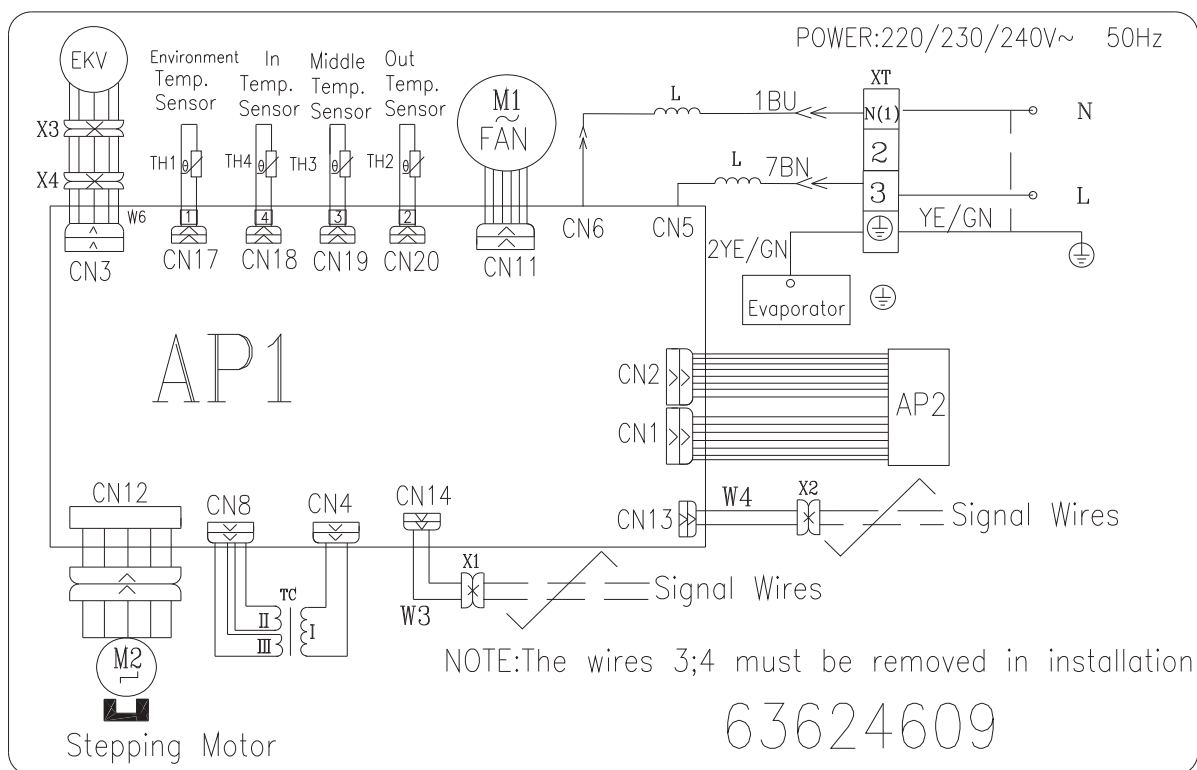 POWER:220/230/240V~ 50Hz
EKV
Environment
Temp.
Sensor
In
Temp.
Sensor
Middle
Temp.
Sensor
Out
Temp.
Sensor
M1
~
FAN
L
1BU
XT
N(1)
N
2
L
7BN
3
L
YE/GN
2YE/GN
Evaporator
X3
X4
TH1
θ
TH4
θ
TH3
θ
TH2
θ
W6
1
4
3
2
CN3
CN17
CN18
CN19
CN20
CN11
CN6
CN5
AP1
CN2
CN1
AP2
CN12
CN8
CN4
CN14
CN13
W4
X2
Signal Wires
TC
II
III
I
X1
W3
Signal Wires
M2
Stepping Motor
NOTE:The wires 3;4 must be removed in installation
63624609